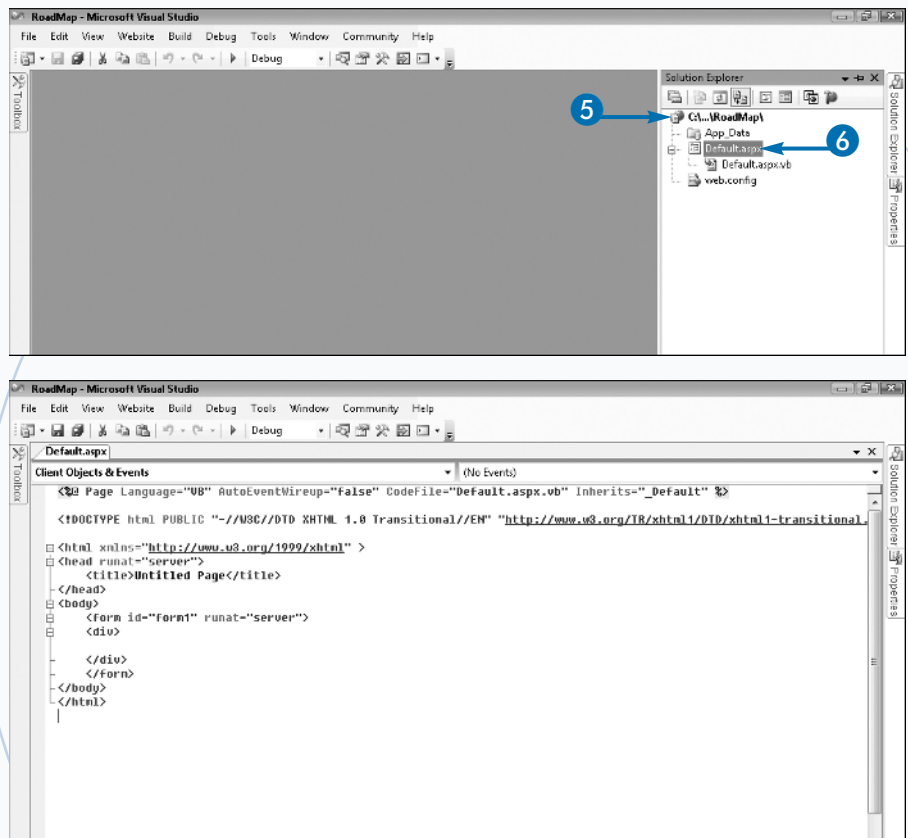 RoadMap - Microsoft Visual Studio
File Edit View Website Build Debug Tools Window Community Help
Debug
Toolbox
Solution Explorer
5
C:\...\RoadMap\
App_Data
Default.aspx
6
Default.aspx.vb
web.config
Solution Explorer
Properties
RoadMap - Microsoft Visual Studio
File Edit View Website Build Debug Tools Window Community Help
Debug
Toolbox
Default.aspx
Client Objects & Events
(No Events)
<%@ Page Language="VB" AutoEventWireup="false" CodeFile="Default.aspx.vb" Inherits="_Default" %>
<!DOCTYPE html PUBLIC "-//W3C//DTD XHTML 1.0 Transitional//EN" "http://www.w3.org/TR/xhtml1/DTD/xhtml1-transitional.
<html xmlns="http://www.w3.org/1999/xhtml" >
<head runat="server">
<title>Untitled Page</title>
</head>
<body>
<form id="form1" runat="server">
<div>
</div>
</form>
</body>
</html>
Solution Explorer
Properties